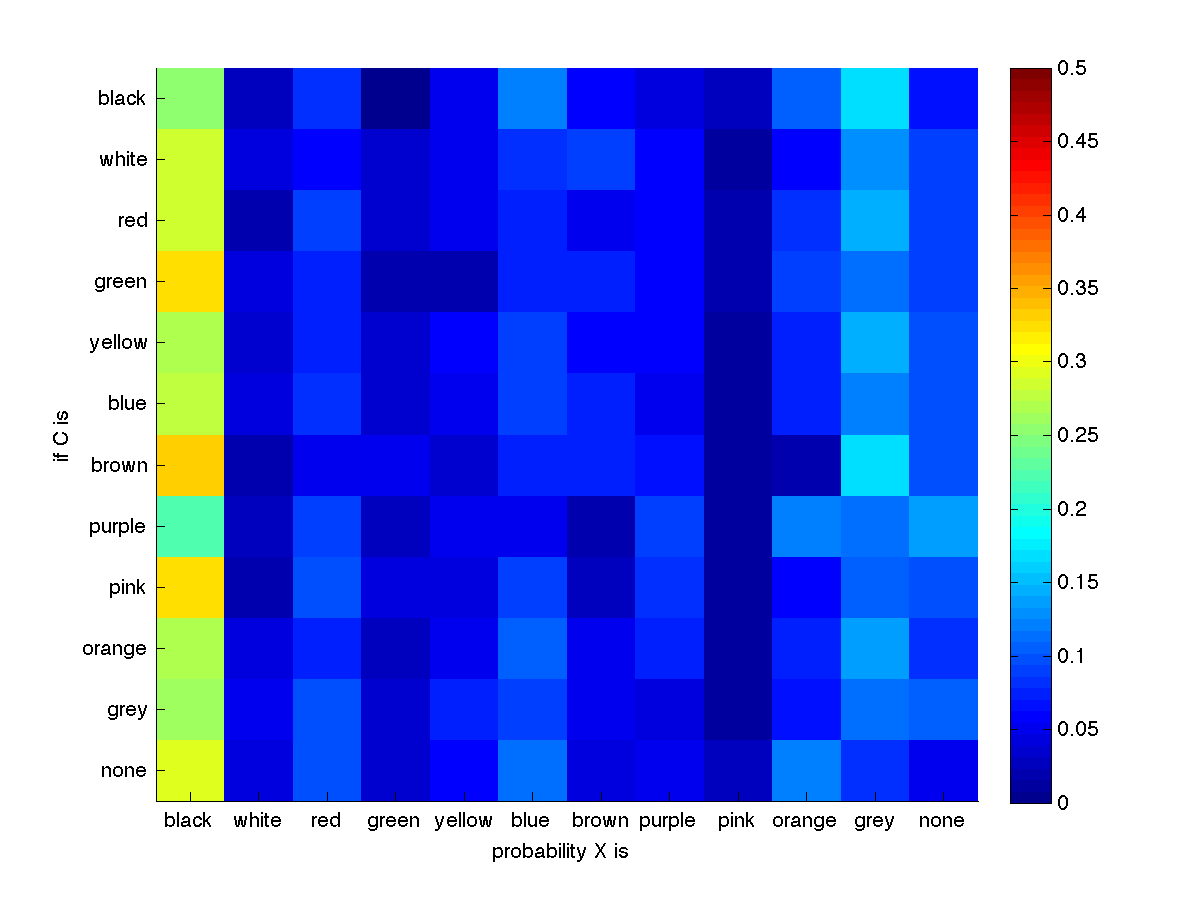 black
white
red
green
yellow
blue
brown
purple
pink
orange
grey
none
if C is
black white red green yellow blue brown purple pink orange grey none
probability X is
0.5
0.45
0.4
0.35
0.3
0.25
0.2
0.15
0.1
0.05
0